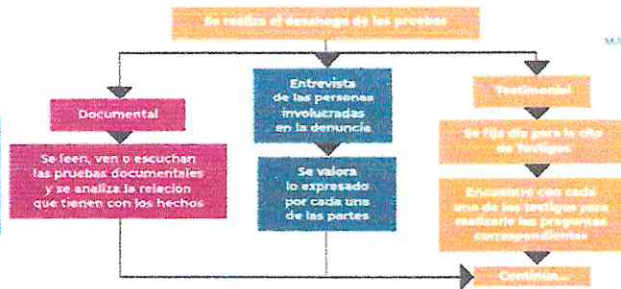 Se realiza el desahogo de las pruebas
Documental
Se leen, ven o escuchan
las pruebas documentales
y se analiza la relacion
que tienen con los hechos
Entrevista
de las personas
involucradas
en la denuncia
Se valora
lo expresado
por cada una
de las partes
Testimonial
Se fija día para la cita
de Testigos
Encuentro con cada
uno de los testigos para
realizarle las preguntas
correspondientes
Continua...